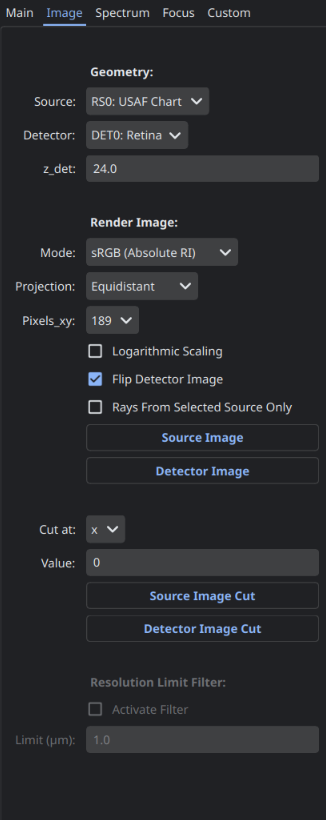 Main Image Spectrum Focus Custom
Geometry:
Source: RS0: USAF Chart
Detector: DET0: Retina
z_det: 24.0
Render Image:
Mode: sRGB (Absolute RI)
Projection: Equidistant
Pixels_xy: 189
Logarithmic Scaling
Flip Detector Image
Rays From Selected Source Only
Source Image
Detector Image
Cut at: x
Value: 0
Source Image Cut
Detector Image Cut
Resolution Limit Filter:
Activate Filter
Limit (µm): 1.0